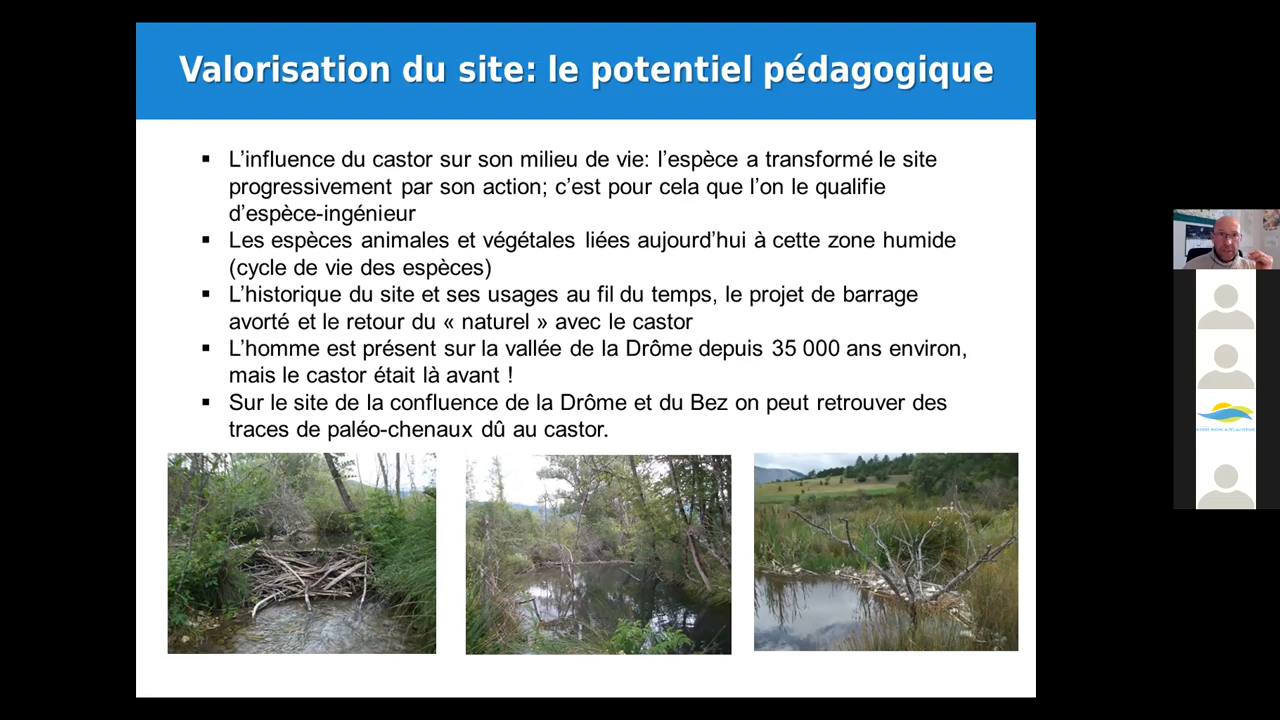 Valorisation du site: le potentiel pédagogique
▪ L’influence du castor sur son milieu de vie: l’espèce a transformé le site
progressivement par son action; c’est pour cela que l’on le qualifie
d’espèce-ingénieur
▪ Les espèces animales et végétales liées aujourd’hui à cette zone humide
(cycle de vie des espèces)
▪ L’historique du site et ses usages au fil du temps, le projet de barrage
avorté et le retour du « naturel » avec le castor
▪ L’homme est présent sur la vallée de la Drôme depuis 35 000 ans environ,
mais le castor était là avant !
▪ Sur le site de la confluence de la Drôme et du Bez on peut retrouver des
traces de paléo-chenaux dû au castor.